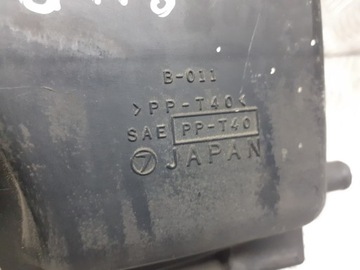 B-011
>PP-T40<
SAE PP-T40
7 JAPAN